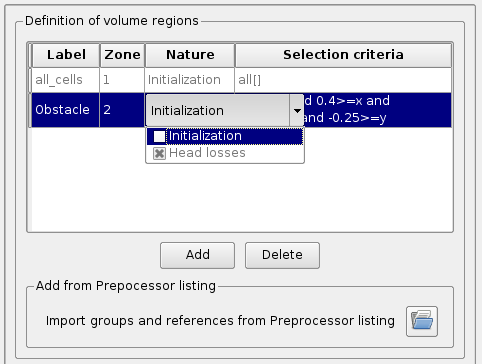 Definition of volume regions
Label Zone Nature Selection criteria
all_cells 1 Initialization all[]
Obstacle 2 Initialization d 0.4>=x and
and -0.25>=y
Initialization
Head losses
Add Delete
Add from Prepocessor listing
Import groups and references from Preprocessor listing